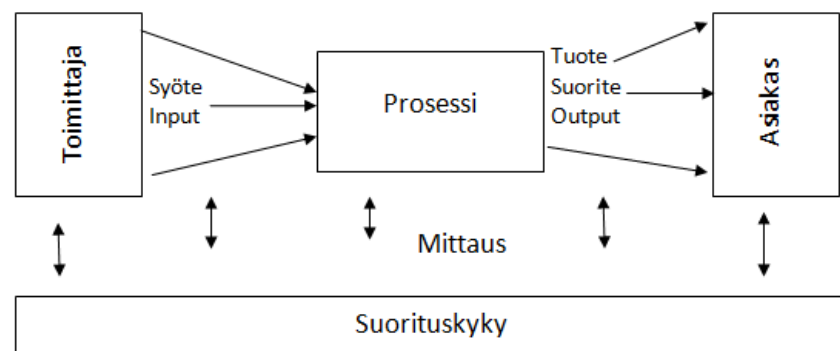 Toimittaja
Syöte
Input
Prosessi
Tuote
Suorite
Output
Asiakas
Mittaus
Suorituskyky